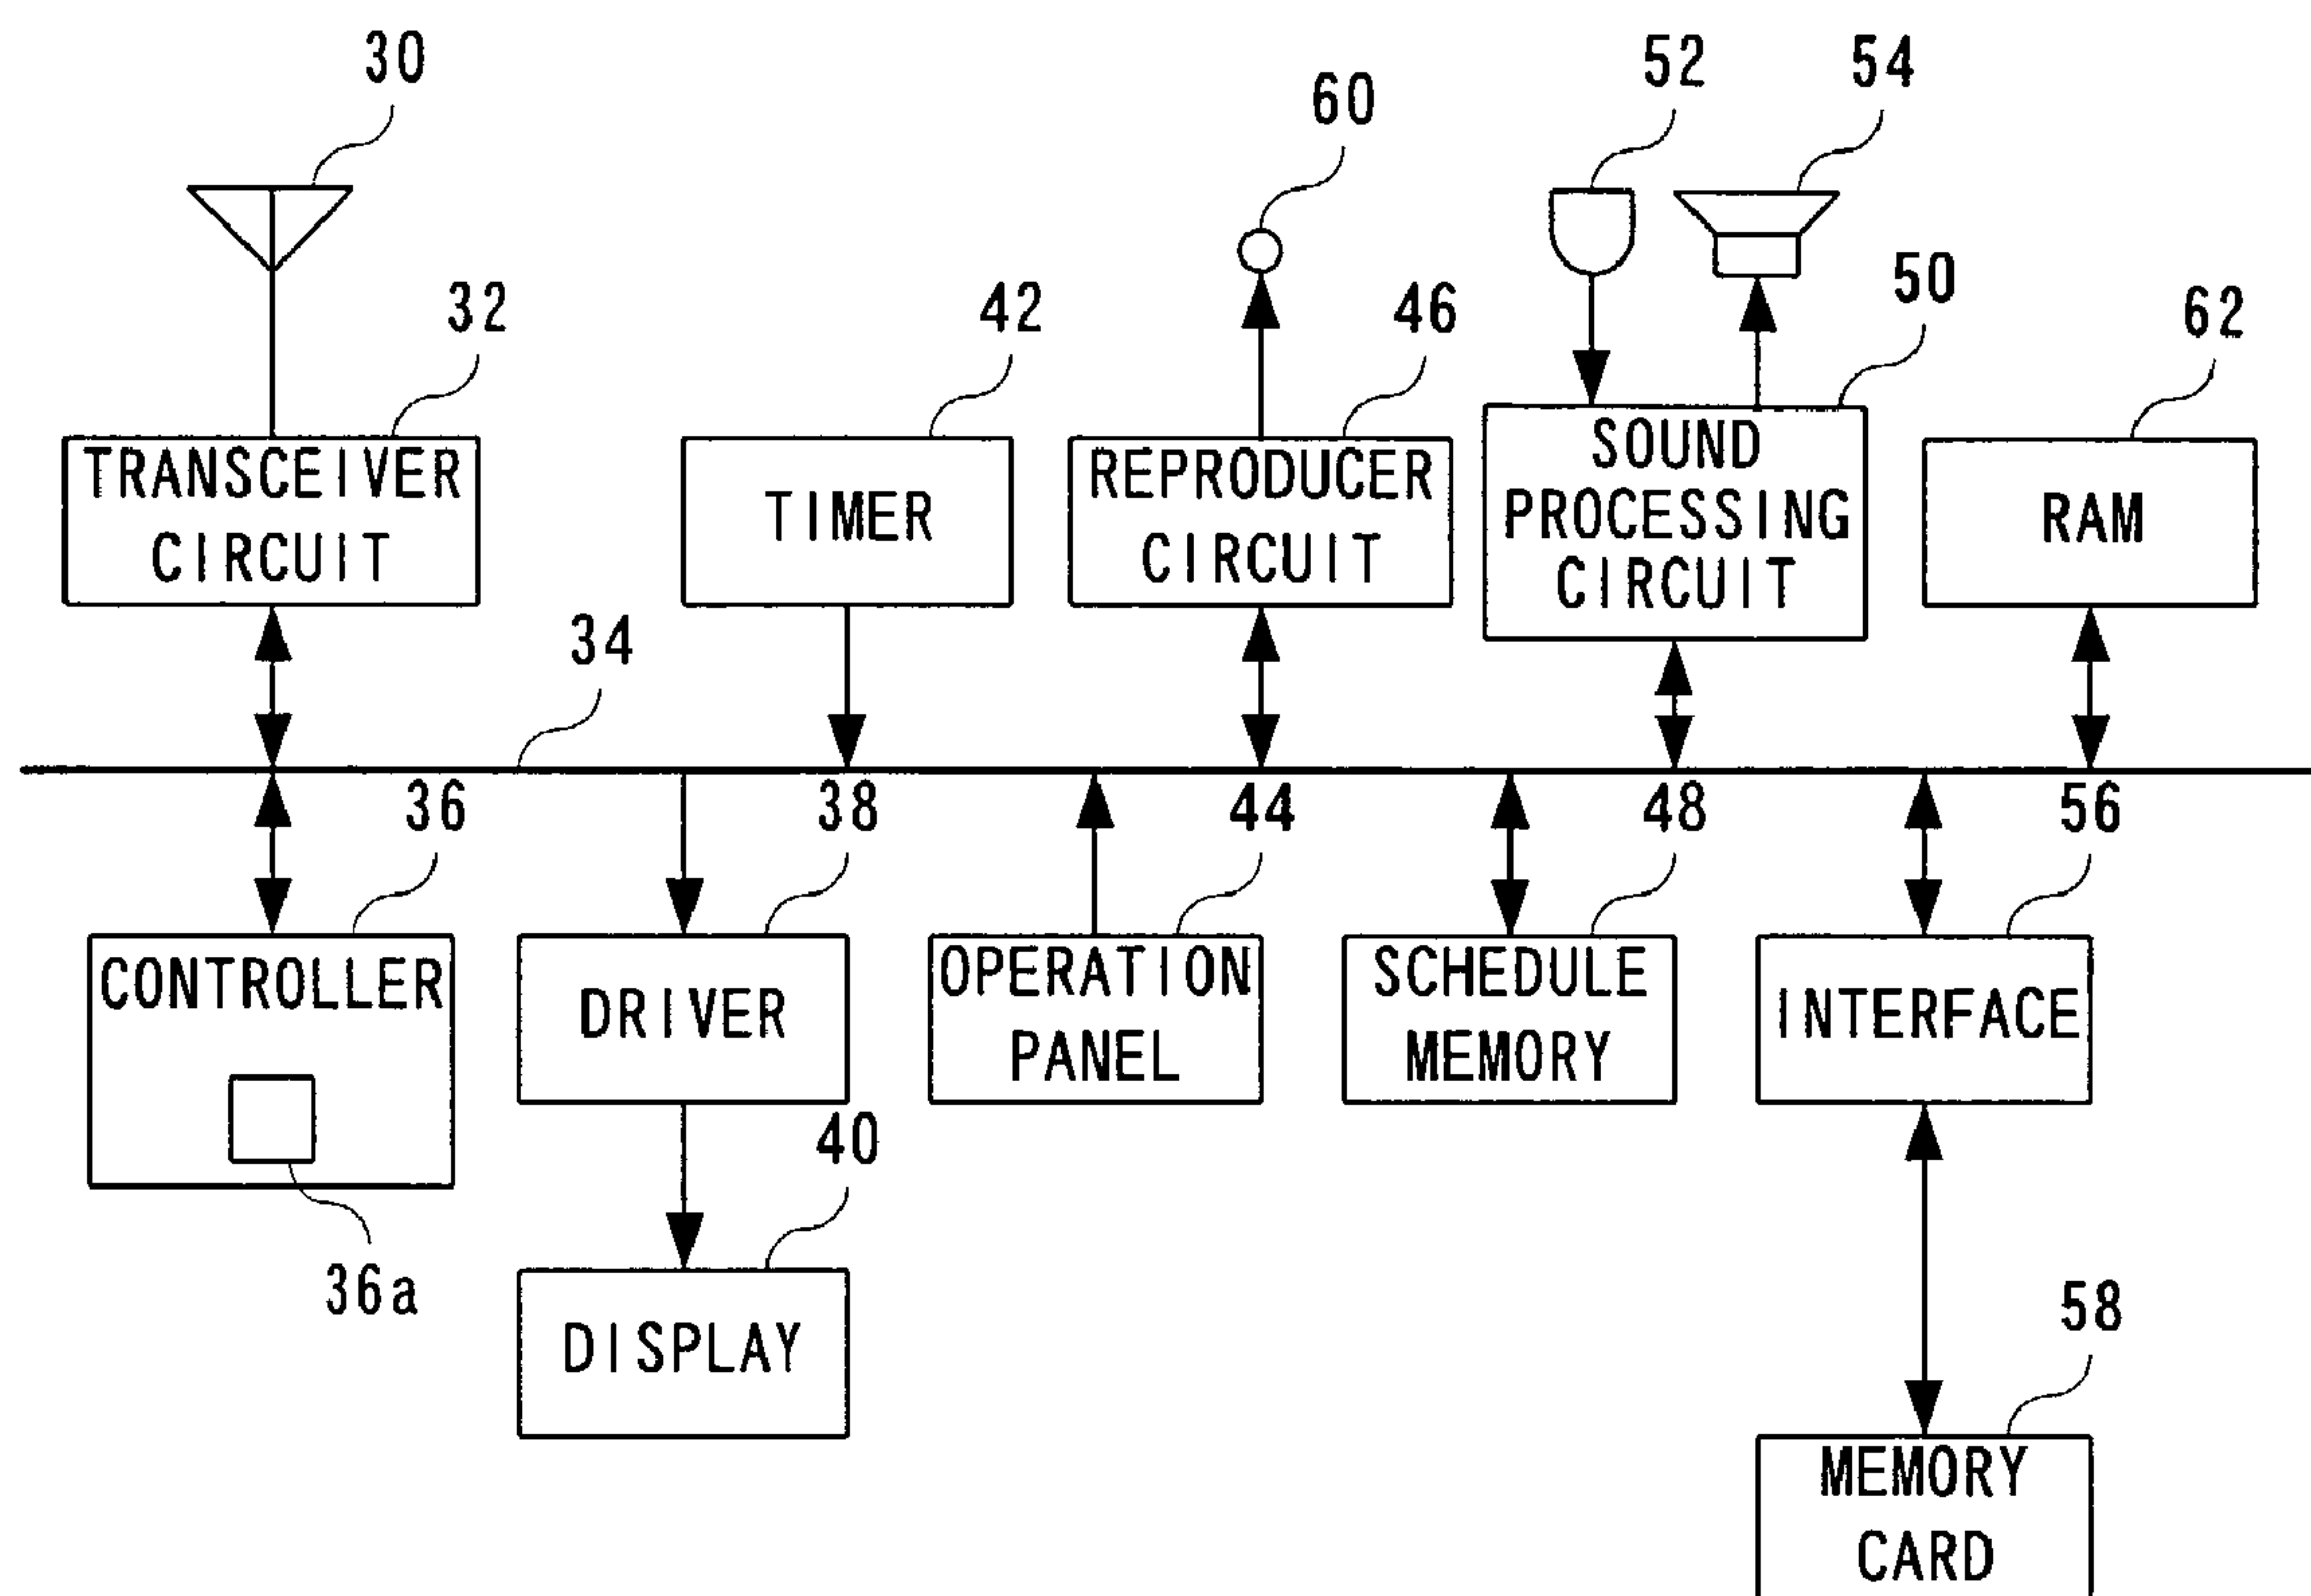 30
52
54
60
50
32
42
46
62
TRANSCEIVER
CIRCUIT
TIMER
REPRODUCER
CIRCUIT
SOUND
PROCESSING
CIRCUIT
RAM
34
36
38
44
48
56
CONTROLLER
DRIVER
OPERATION
PANEL
SCHEDULE
MEMORY
INTERFACE
40
36a
58
DISPLAY
MEMORY
CARD